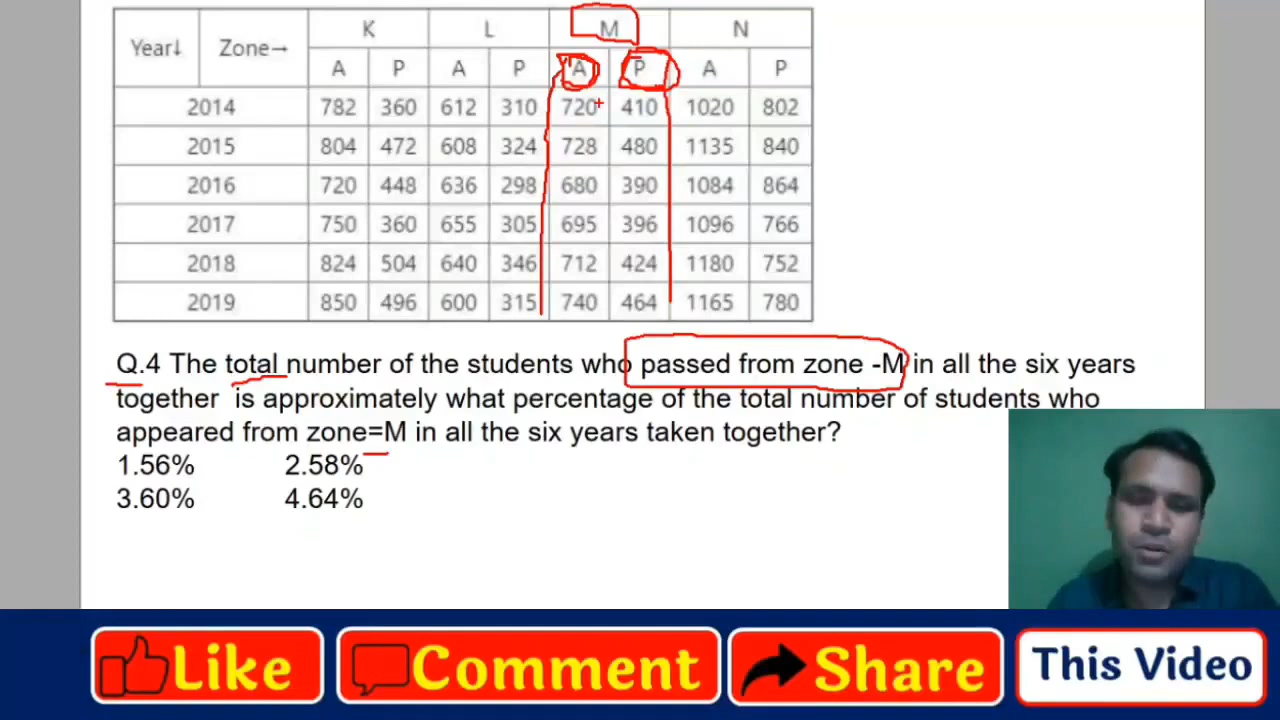 Year↓ Zone→ K L M N
A P A P A P A P
2014 782 360 612 310 720 410 1020 802
2015 804 472 608 324 728 480 1135 840
2016 720 448 636 298 680 390 1084 864
2017 750 360 655 305 695 396 1096 766
2018 824 504 640 346 712 424 1180 752
2019 850 496 600 315 740 464 1165 780
Q.4 The total number of the students who passed from zone -M in all the six years
together is approximately what percentage of the total number of students who
appeared from zone=M in all the six years taken together?
1.56% 2.58%
3.60% 4.64%
Like Comment Share This Video